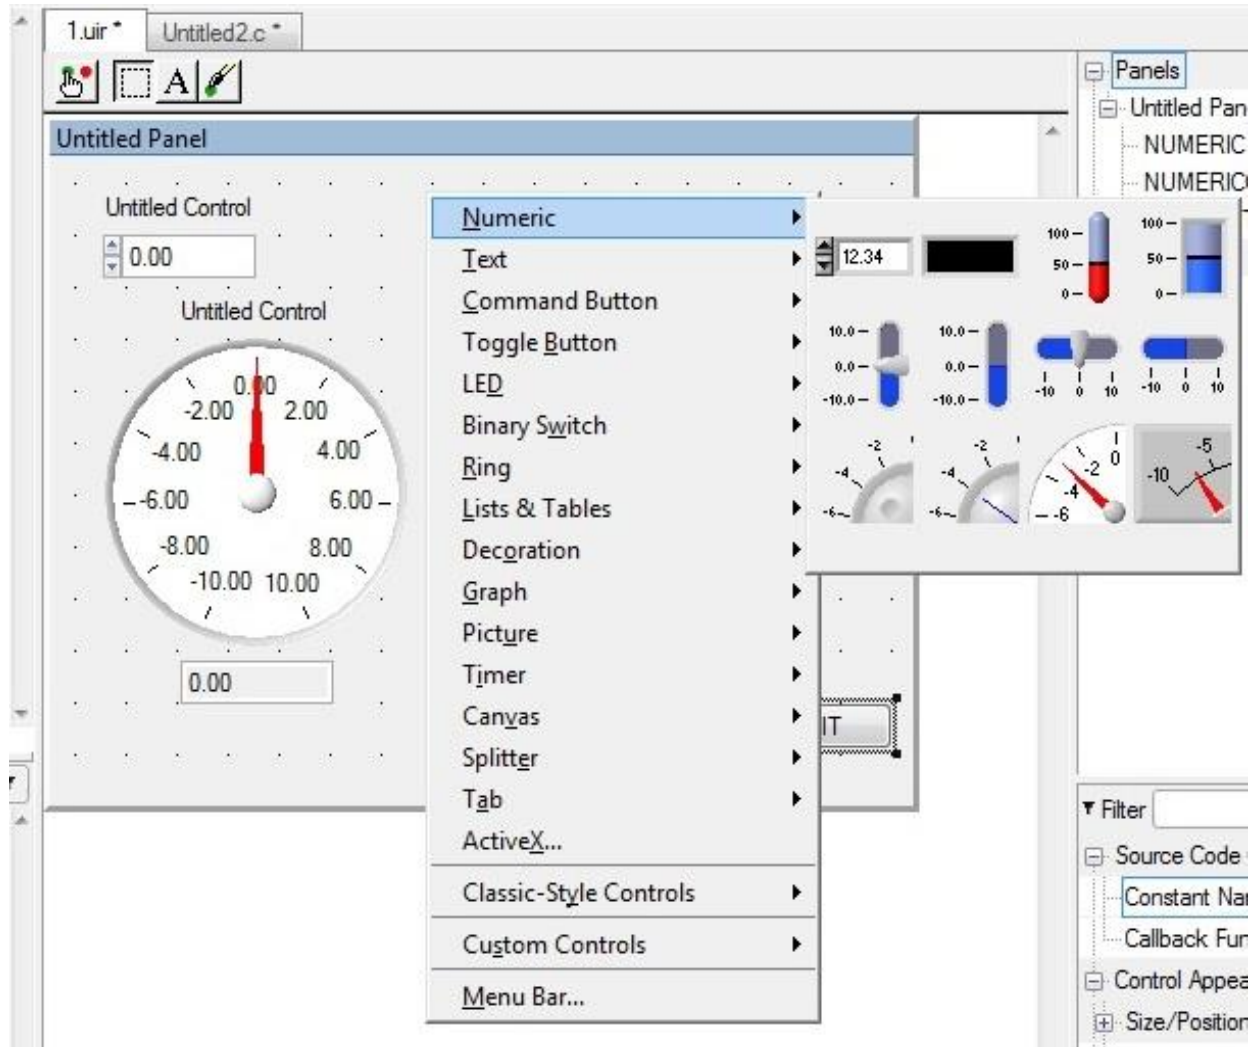 1.uir *
Untitled2.c *
A
Panels
Untitled Pan
NUMERIC
NUMERIC
Untitled Panel
Untitled Control
0.00
Untitled Control
0.00
-2.00 2.00
-4.00 4.00
-6.00 6.00
-8.00 8.00
-10.00 10.00
0.00
Numeric
Text
Command Button
Toggle Button
LED
Binary Switch
Ring
Lists & Tables
Decoration
Graph
Picture
Timer
Canvas
Splitter
Tab
ActiveX...
Classic-Style Controls
Custom Controls
Menu Bar...
12.34
100
50
0
100
50
0
10.0
0.0
-10.0
10.0
0.0
-10.0
-10 0 10
-10 0 10
-2
-4
-6
-2
-4
-6
0
-2
-4
-6
-5
-10
IT
Filter
Source Code
Constant Nar
Callback Fun
Control Appea
Size/Position